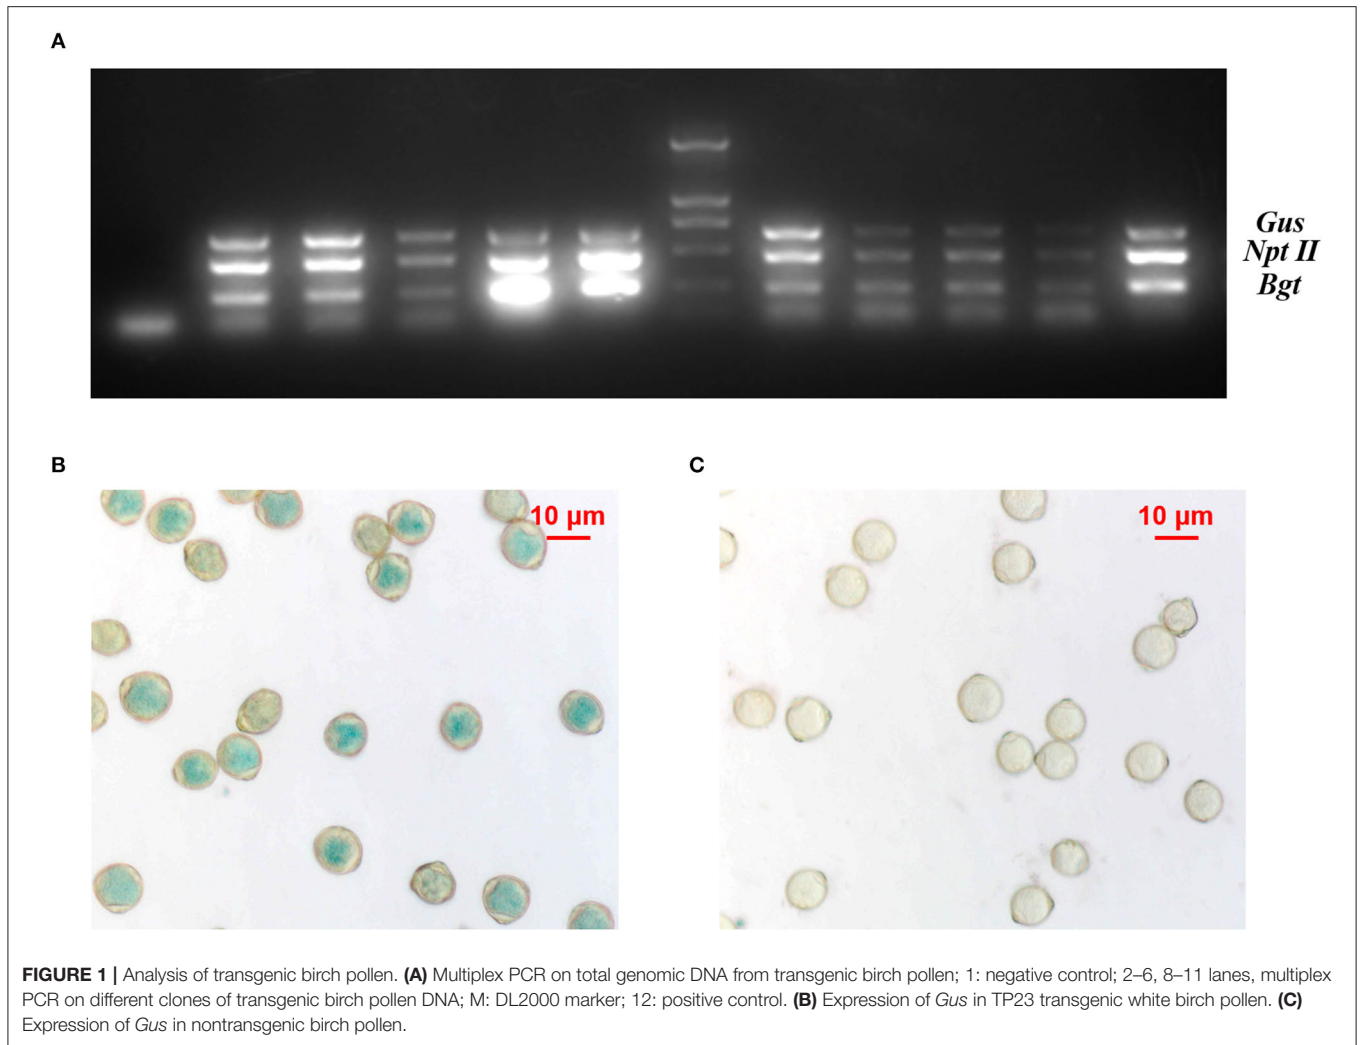 A
Gus
Npt II
Bgt
B
C
10 µm
10 µm
FIGURE 1 | Analysis of transgenic birch pollen. (A) Multiplex PCR on total genomic DNA from transgenic birch pollen; 1: negative control; 2–6, 8–11 lanes, multiplex
PCR on different clones of transgenic birch pollen DNA; M: DL2000 marker; 12: positive control. (B) Expression of Gus in TP23 transgenic white birch pollen. (C)
Expression of Gus in nontransgenic birch pollen.